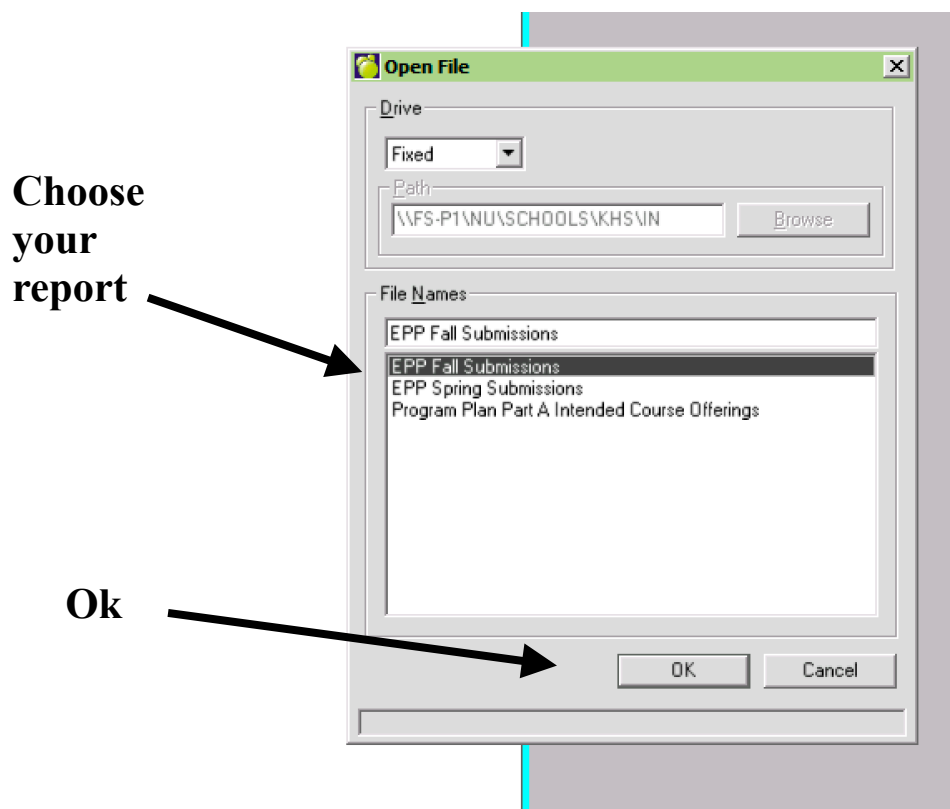 Open File
Drive
Fixed
Path
\\FS-P1\NU\SCHOOLS\KHS\IN
Browse
Choose
your
report
File Names
EPP Fall Submissions
EPP Fall Submissions
EPP Spring Submissions
Program Plan Part A Intended Course Offerings
Ok
OK
Cancel